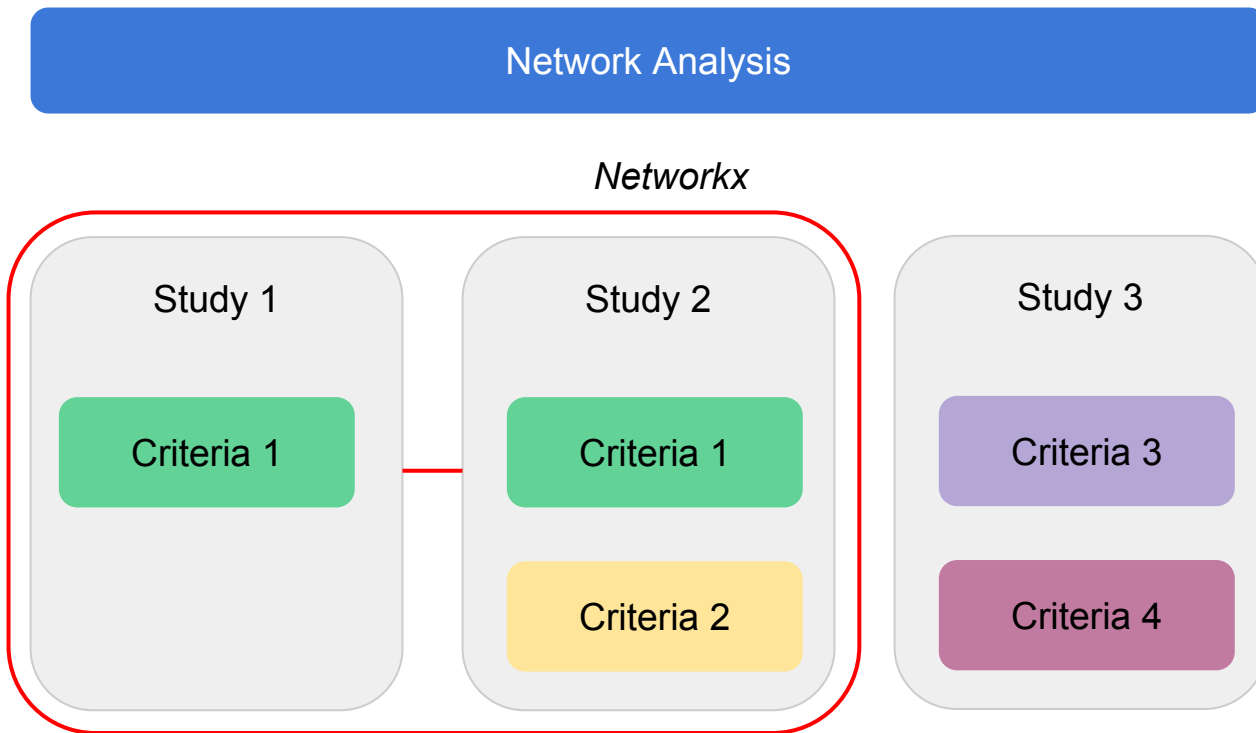 Network Analysis
Networkx
Study 1
Study 2
Study 3
Criteria 1
Criteria 1
Criteria 3
Criteria 2
Criteria 4